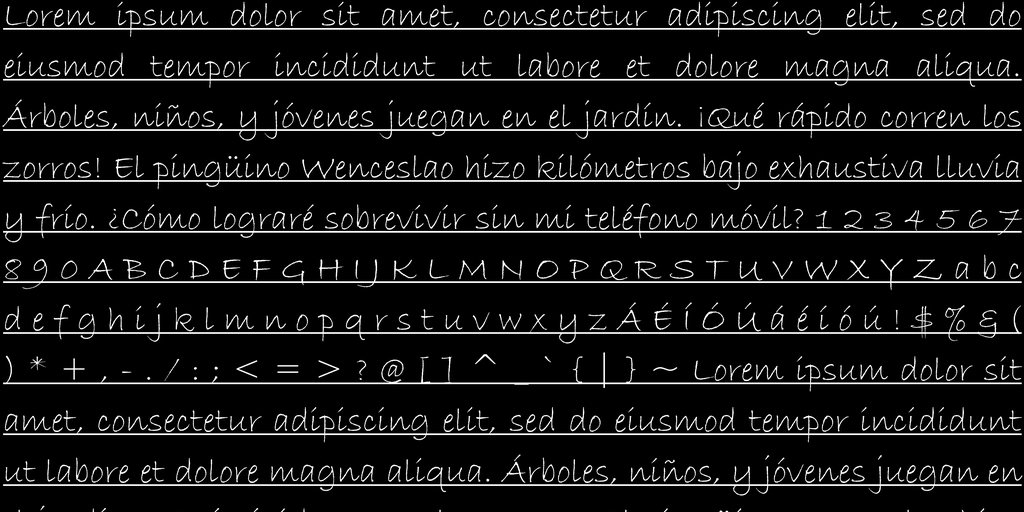 Lorem ipsum dolor sit amet, consectetur adipiscing elit, sed do
eiusmod tempor incididunt ut labore et dolore magna aliqua.
Árboles, niños, y jóvenes juegan en el jardín. ¡Qué rápido corren los
zorros! El pingüino Wenceslao hizo kilómetros bajo exhaustiva lluvia
y frío. ¿Cómo lograré sobrevivir sin mi teléfono móvil? 1 2 3 4 5 6 7
8 9 0 A B C D E F G H I J K L M N O P Q R S T U V W X Y Z a b c
d e f g h i j k l m n o p q r s t u v w x y z Á É Í Ó Ú á é í ó ú ! $ % & (
) * + , - . / : ; < = > ? @ [ ] ^ _ ` { | } ~ Lorem ipsum dolor sit
amet, consectetur adipiscing elit, sed do eiusmod tempor incididunt
ut labore et dolore magna aliqua. Árboles, niños, y jóvenes juegan en